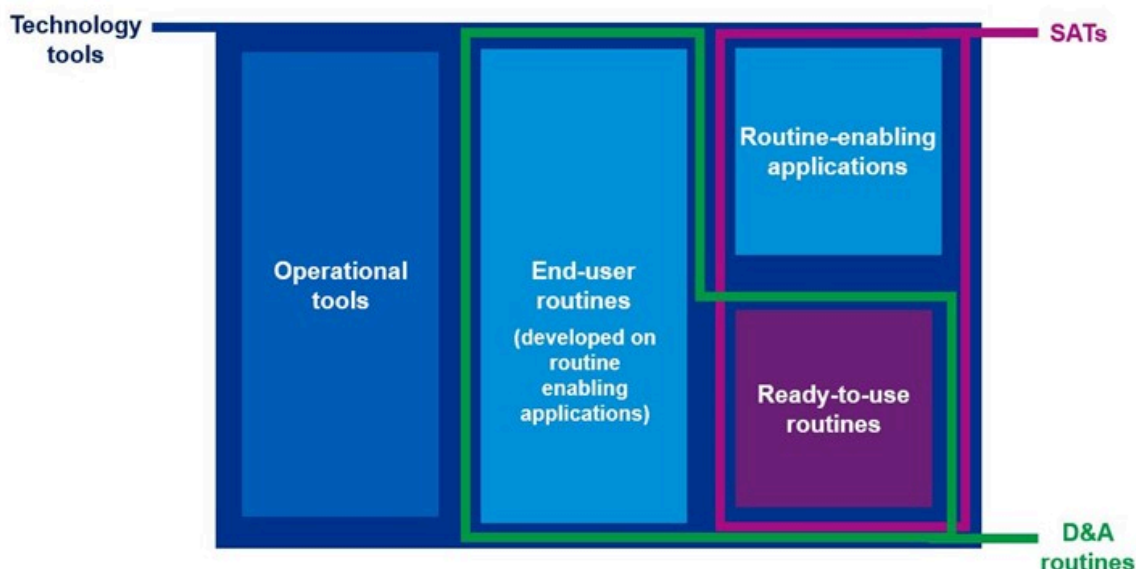 Technology
tools
SATs
Operational
tools
End-user
routines
(developed on
routine
enabling
applications)
Routine-enabling
applications
Ready-to-use
routines
D&A
routines